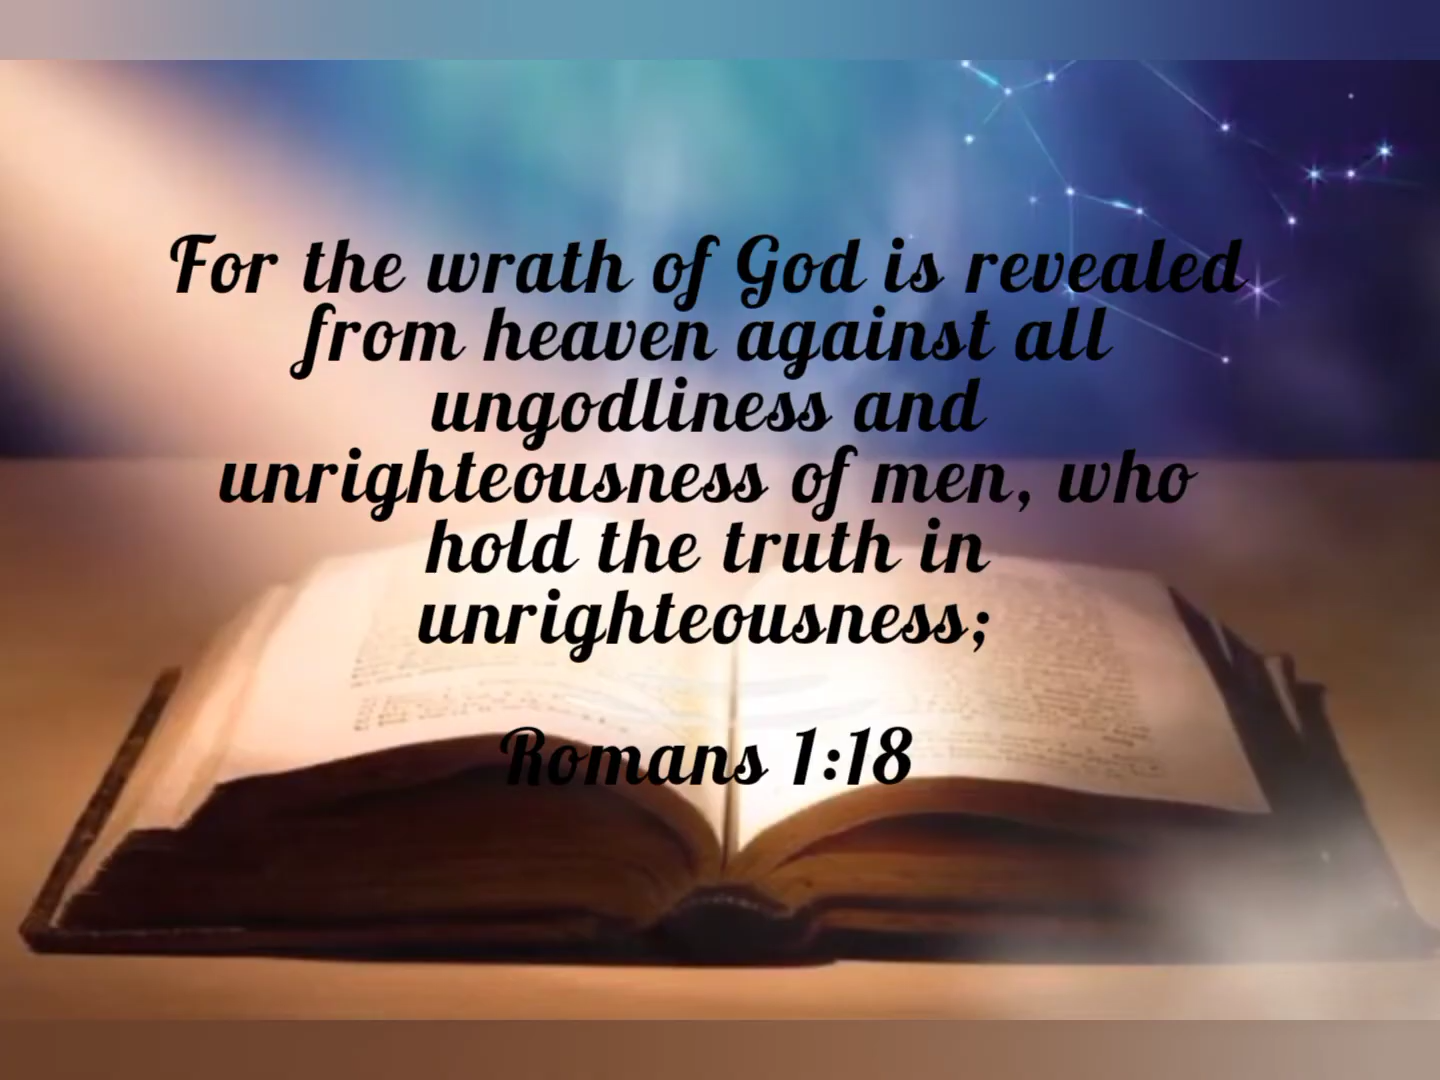 For the wrath of God is revealed
from heaven against all
ungodliness and
unrighteousness of men, who
hold the truth in
unrighteousness;
Romans 1:18